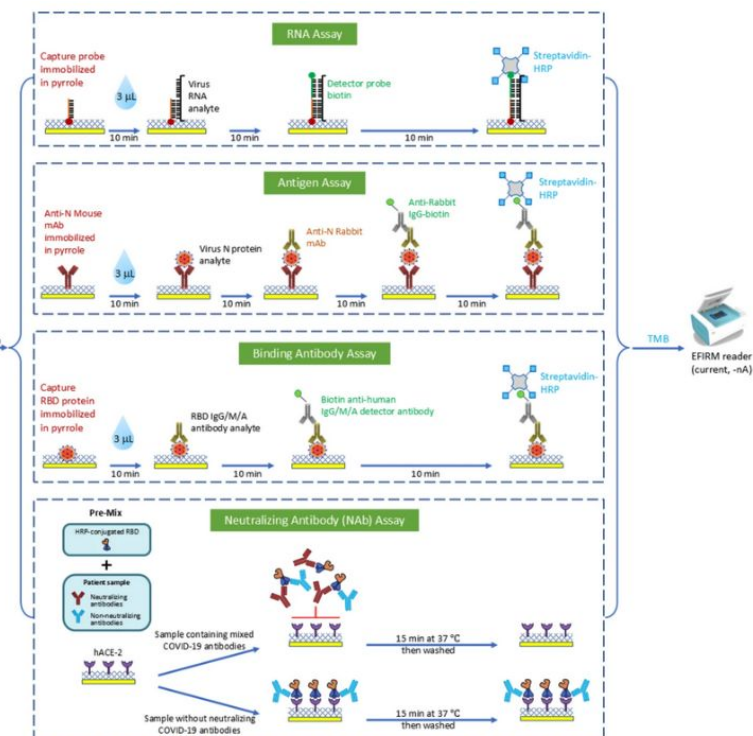 RNA Assay
Capture probe
immobilized
in pyrrole
3 µL
Virus
RNA
analyte
Detector probe
biotin
Streptavidin-
HRP
10 min
10 min
10 min
Antigen Assay
Anti-N Mouse
mAb
immobilized
in pyrrole
3 µL
Virus N protein
analyte
Anti-N Rabbit
mAb
Anti-Rabbit
IgG-biotin
Streptavidin-
HRP
10 min
10 min
10 min
10 min
Binding Antibody Assay
Capture
RBD protein
immobilized
in pyrrole
3 µL
RBD IgG/M/A
antibody analyte
Biotin anti-human
IgG/M/A detector antibody
Streptavidin-
HRP
10 min
10 min
10 min
TMB
EFIRM reader
(current, -nA)
Neutralizing Antibody (NAb) Assay
Pre-Mix
HRP-conjugated RBD
+
Patient sample
Neutralizing
antibodies
Non-neutralizing
antibodies
hACE-2
Sample containing mixed
COVID-19 antibodies
15 min at 37 °C
then washed
Sample without neutralizing
COVID-19 antibodies
15 min at 37 °C
then washed